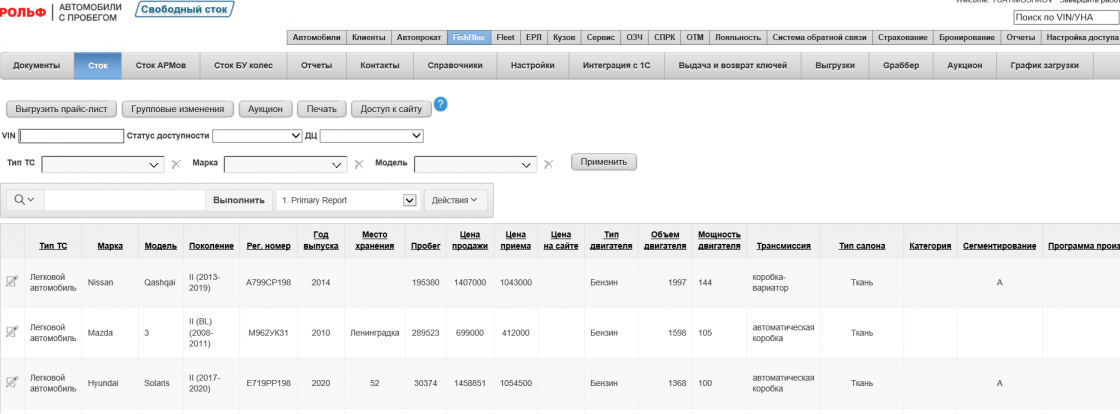 Welcome: YUATIMOSHKOV Завершить работ
РОЛЬФ АВТОМОБИЛИ С ПРОБЕГОМ Свободный сток
Поиск по VIN/УНА
Автомобили Клиенты Автопрокат FishBlue Fleet ЕРЛ Кузов Сервис ОЗЧ СПРК ОТМ Лояльность Система обратной связи Страхование Бронирование Отчеты Настройка доступа
Документы Сток Сток АРМов Сток БУ колес Отчеты Контакты Справочники Настройки Интеграция с 1С Выдача и возврат ключей Выгрузки Граббер Аукцион График загрузки
Выгрузить прайс-лист Групповые изменения Аукцион Печать Доступ к сайту ?
VIN Статус доступности ДЦ
Тип ТС Марка Модель Применить
Выполнить 1. Primary Report Действия
Тип ТС Марка Модель Поколение Рег. номер Год выпуска Место хранения Пробег Цена продажи Цена приема Цена на сайте Тип двигателя Объем двигателя Мощность двигателя Трансмиссия Тип салона Категория Сегментирование Программа произ
Легковой автомобиль Nissan Qashqai II (2013-2019) А799СР198 2014 195380 1407000 1043000 Бензин 1997 144 коробка-вариатор Ткань А
Легковой автомобиль Mazda 3 II (BL) (2008-2011) М962УК31 2010 Ленинградка 289523 699000 412000 Бензин 1598 105 автоматическая коробка Ткань
Легковой автомобиль Hyundai Solaris II (2017-2020) Е719РР198 2020 52 30374 1458851 1054500 Бензин 1368 100 автоматическая коробка Ткань А